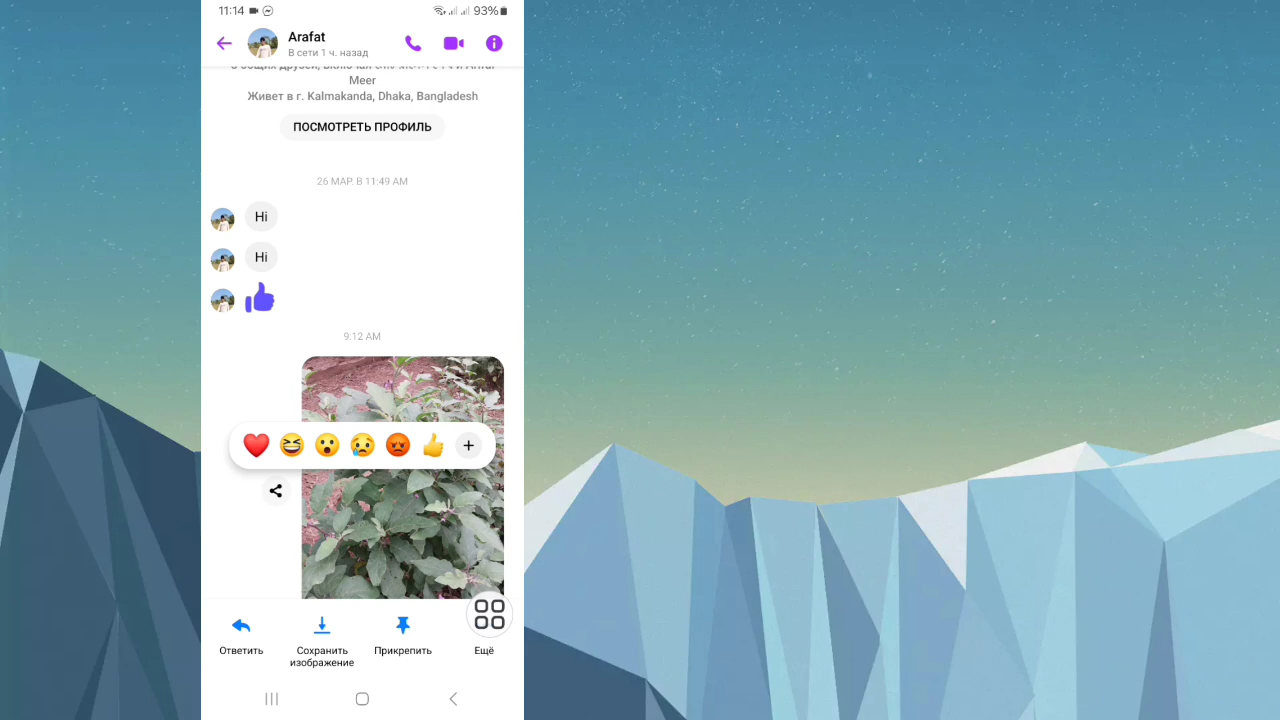 11:14
93%
Arafat
В сети 1 ч. назад
Meer
Живет в г. Kalmakanda, Dhaka, Bangladesh
ПОСМОТРЕТЬ ПРОФИЛЬ
26 МАР. В 11:49 AM
Hi
Hi
9:12 AM
Ответить
Сохранить
изображение
Прикрепить
Ещё